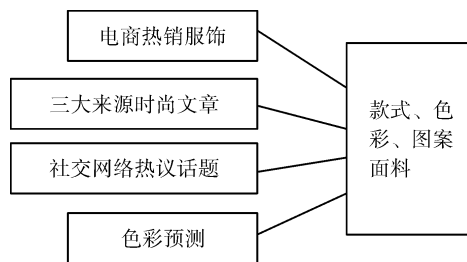 电商热销服饰
三大来源时尚文章
社交网络热议话题
色彩预测
款式、色
彩、图案
面料